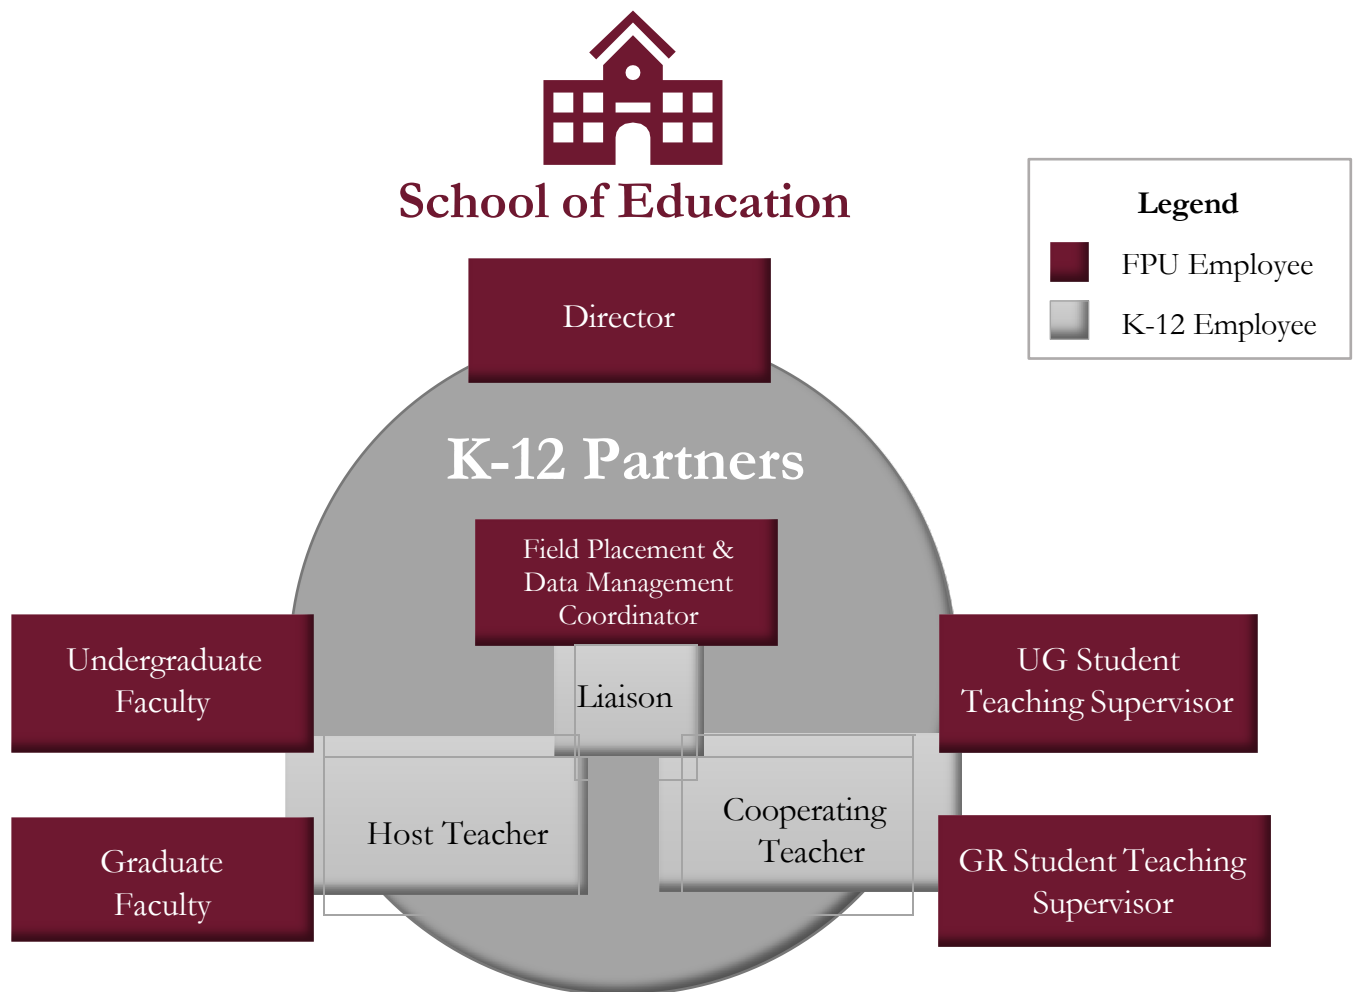 School of Education
Legend
FPU Employee
K-12 Employee
Director
K-12 Partners
Field Placement &
Data Management
Coordinator
Liaison
Undergraduate
Faculty
UG Student
Teaching Supervisor
Host Teacher
Cooperating
Teacher
Graduate
Faculty
GR Student Teaching
Supervisor